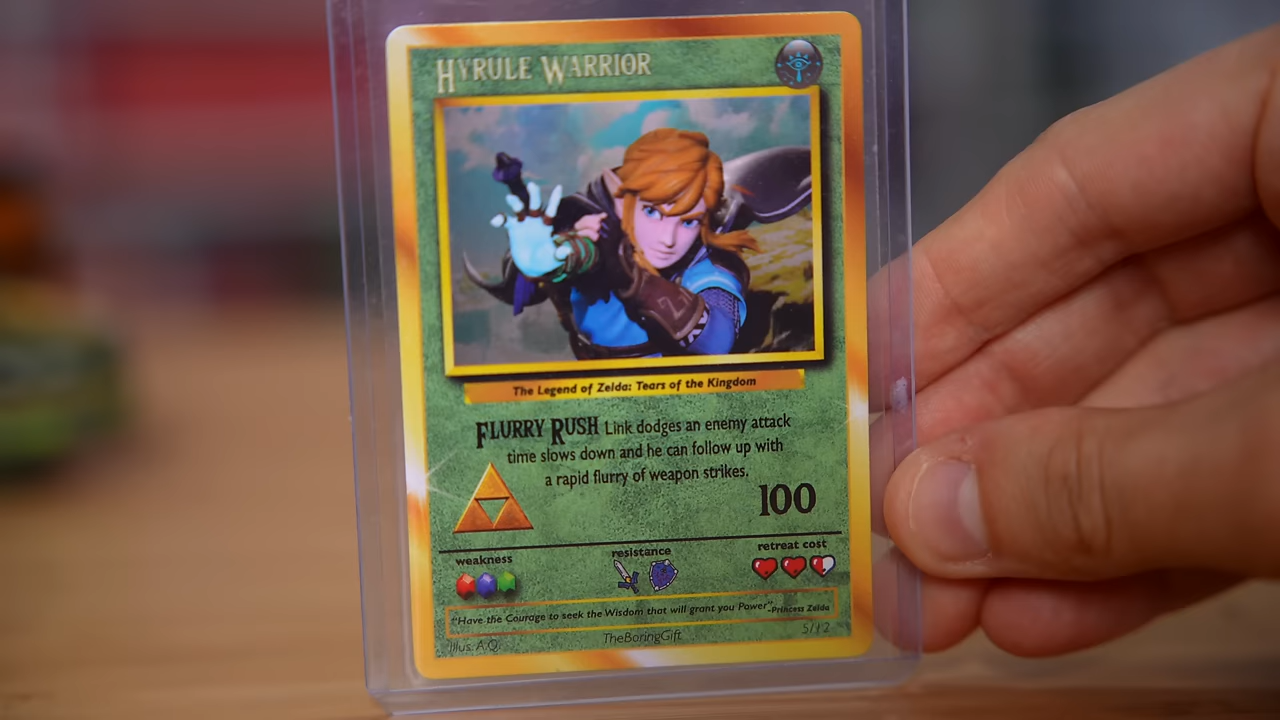 HYRULE WARRIOR
The Legend of Zelda: Tears of the Kingdom
FLURRY RUSH Link dodges an enemy attack
time slows down and he can follow up with
a rapid flurry of weapon strikes.
100
weakness
resistance
retreat cost
"Have the Courage to seek the Wisdom that will grant you Power" -Princess Zelda
Illus. A.Q.
TheBoringGift
5/12